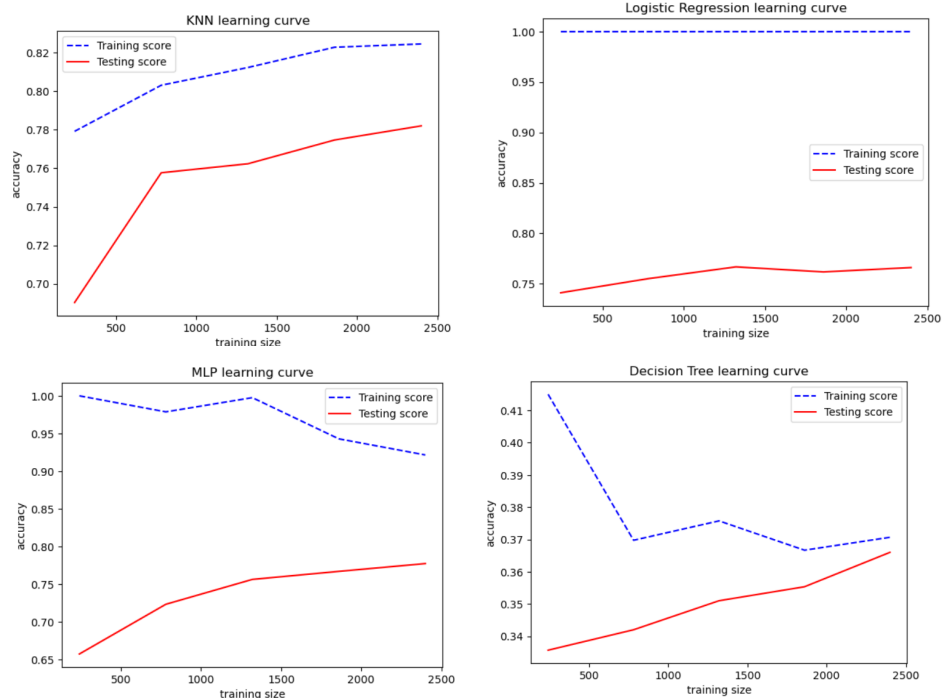 KNN learning curve
Training score
Testing score
0.82
0.80
0.78
0.76
0.74
0.72
0.70
accuracy
500 1000 1500 2000 2500
training size
Logistic Regression learning curve
1.00
0.95
0.90
0.85
0.80
0.75
accuracy
Training score
Testing score
500 1000 1500 2000 2500
training size
MLP learning curve
Training score
Testing score
1.00
0.95
0.90
0.85
0.80
0.75
0.70
0.65
accuracy
500 1000 1500 2000 2500
training size
Decision Tree learning curve
Training score
Testing score
0.41
0.40
0.39
0.38
0.37
0.36
0.35
0.34
accuracy
500 1000 1500 2000 2500
training size